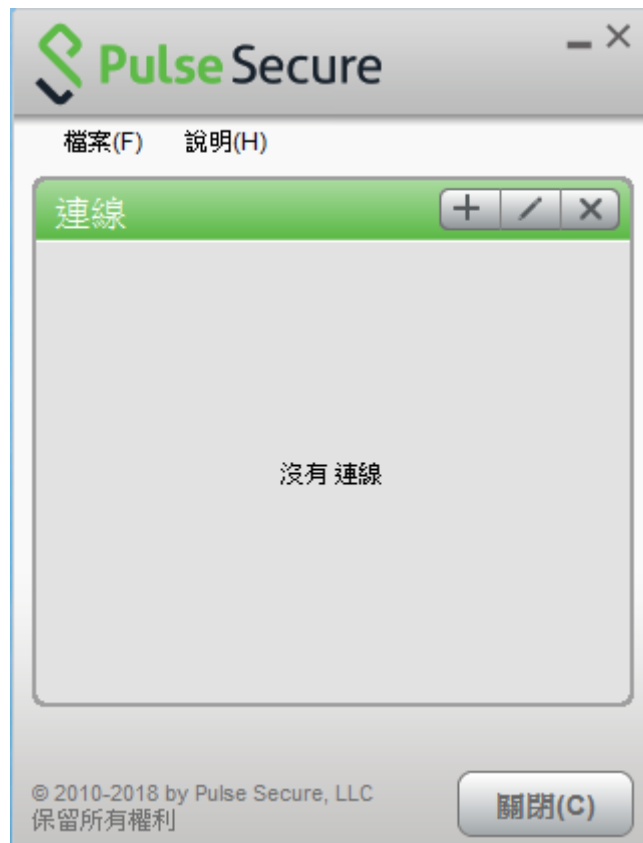 Pulse Secure
檔案(F) 說明(H)
連線
沒有 連線
© 2010-2018 by Pulse Secure, LLC
保留所有權利
關閉(C)